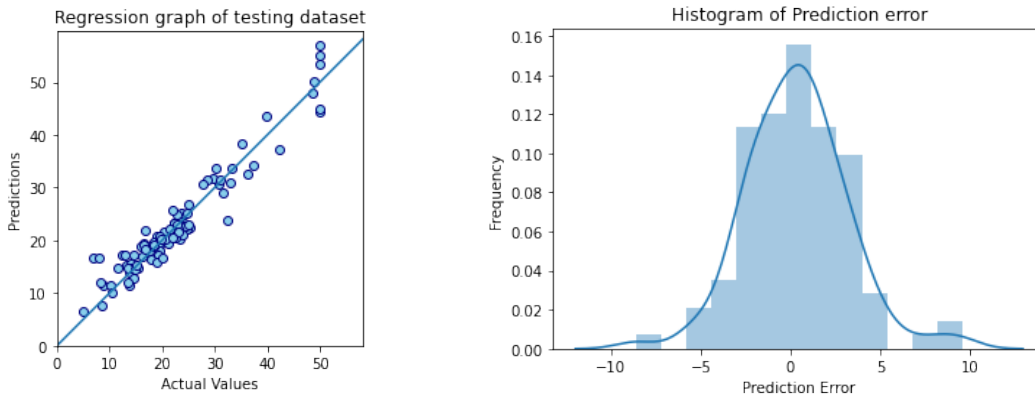 Regression graph of testing dataset
Predictions
50
40
30
20
10
0
0 10 20 30 40 50
Actual Values
Histogram of Prediction error
Frequency
0.16
0.14
0.12
0.10
0.08
0.06
0.04
0.02
0.00
−10 −5 0 5 10
Prediction Error